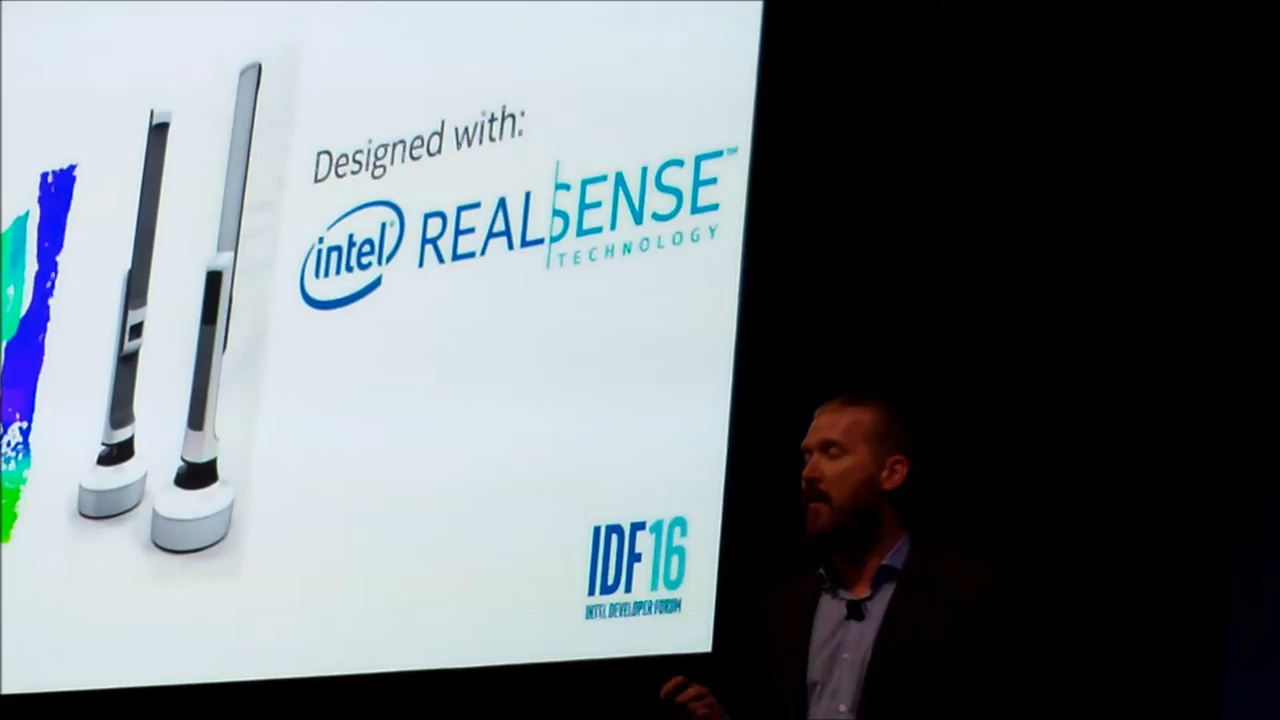 Designed with:
intel® REALSENSE™
TECHNOLOGY
IDF16
INTEL DEVELOPER FORUM